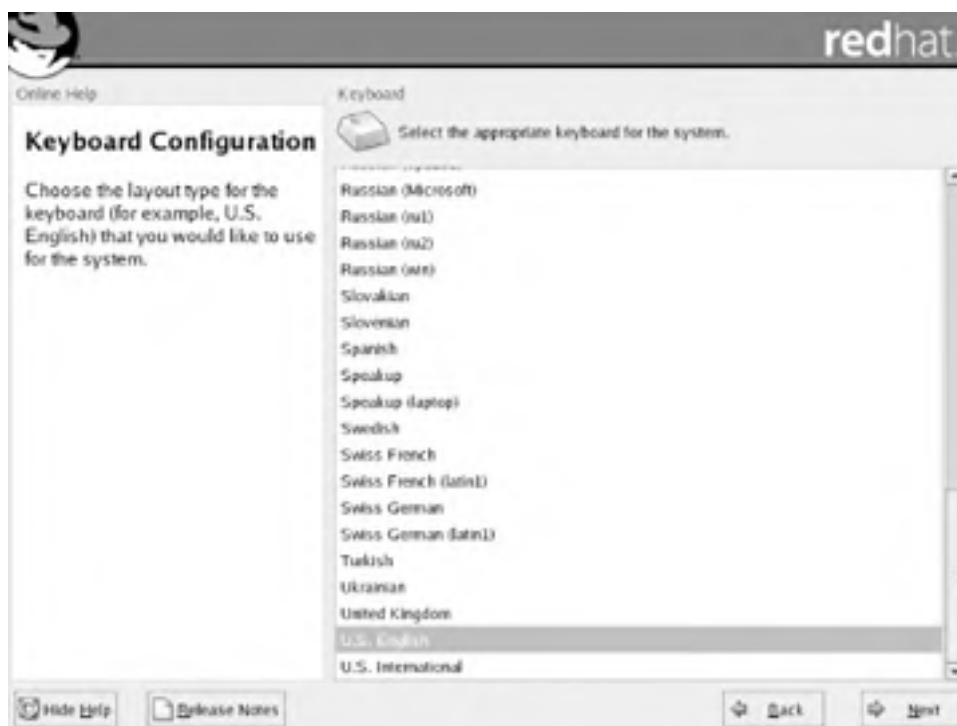 redhat.
Online Help
Keyboard Configuration
Choose the layout type for the
keyboard (for example, U.S.
English) that you would like to use
for the system.
Keyboard
Select the appropriate keyboard for the system.
Russian (Microsoft)
Russian (ru1)
Russian (ru2)
Russian (win)
Slovakian
Slovenian
Spanish
Speakup
Speakup (laptop)
Swedish
Swiss French
Swiss French (latin1)
Swiss German
Swiss German (latin1)
Turkish
Ukrainian
United Kingdom
U.S. English
U.S. International
Hide Help
Release Notes
Back
Next